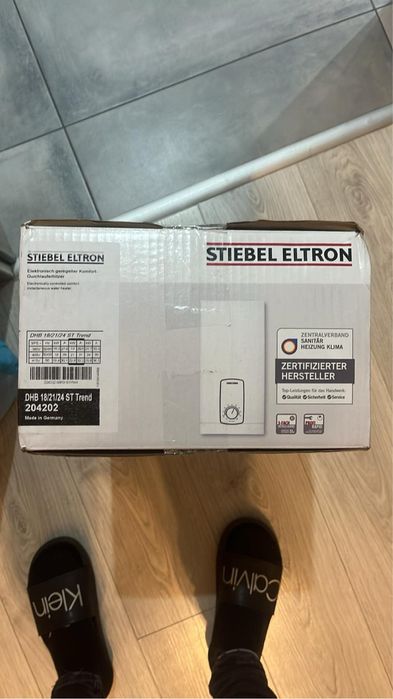 STIEBEL ELTRON
Elektronisch geregelter Komfort-
Durchlauferhitzer
Electronically controlled comfort
instantaneous water heater
DHB 18/21/24 ST Trend
DHB 18/21/24 ST Trend
204202
Made in Germany
STIEBEL ELTRON
ZENTRALVERBAND
SANITÄR
HEIZUNG KLIMA
ZERTIFIZIERTER
HERSTELLER
Top-Leistungen für das Handwerk:
Qualität Sicherheit Service
Klein
Calvin